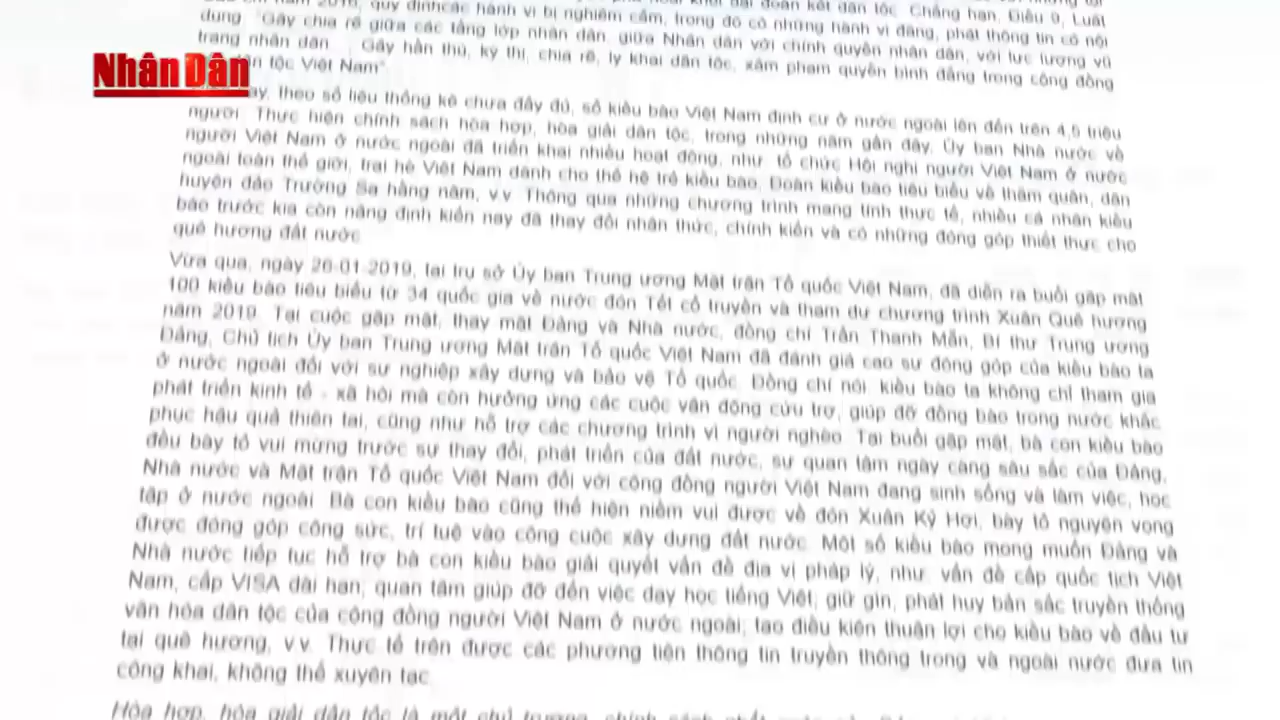 năm 2016, quy định các hành vi bị nghiêm cấm, trong đó có những hành vi đăng, phát thông tin có nội
dung "Gây chia rẽ giữa các tầng lớp nhân dân, giữa Nhân dân với chính quyền nhân dân, với lực lượng vũ
trang nhân dân Gây hằn thù, kỳ thị, chia rẽ, ly khai dân tộc, xâm phạm quyền bình đẳng trong cộng đồng
Nhân Dân
dân tộc Việt Nam"
nay, theo số liệu thống kê chưa đầy đủ, số kiều bào Việt Nam định cư ở nước ngoài lên đến trên 4,5 triệu
người. Thực hiện chính sách hòa hợp, hòa giải dân tộc, trong những năm gần đây, Ủy ban Nhà nước về
người Việt Nam ở nước ngoài đã triển khai nhiều hoạt động, như: tổ chức Hội nghị người Việt Nam ở nước
ngoài toàn thế giới, trại hè Việt Nam dành cho thế hệ trẻ kiều bào, Đoàn kiều bào tiêu biểu về thăm quân, dân
huyện đảo Trường Sa hằng năm, v.v. Thông qua những chương trình mang tính thực tế, nhiều cá nhân kiều
bào trước kia còn nặng định kiến nay đã thay đổi nhận thức, chính kiến và có những đóng góp thiết thực cho
quê hương đất nước.
Vừa qua, ngày 26-01-2019, tại trụ sở Ủy ban Trung ương Mặt trận Tổ quốc Việt Nam, đã diễn ra buổi gặp mặt
100 kiều bào tiêu biểu từ 34 quốc gia về nước đón Tết cổ truyền và tham dự chương trình Xuân Quê hương
năm 2019. Tại cuộc gặp mặt, thay mặt Đảng và Nhà nước, đồng chí Trần Thanh Mẫn, Bí thư Trung ương
Đảng, Chủ tịch Ủy ban Trung ương Mặt trận Tổ quốc Việt Nam đã đánh giá cao sự đóng góp của kiều bào ta
ở nước ngoài đối với sự nghiệp xây dựng và bảo vệ Tổ quốc. Đồng chí nói, kiều bào ta không chỉ tham gia
phát triển kinh tế - xã hội mà còn hưởng ứng các cuộc vận động cứu trợ, giúp đỡ đồng bào trong nước khắc
phục hậu quả thiên tai, cũng như hỗ trợ các chương trình vì người nghèo. Tại buổi gặp mặt, bà con kiều bào
đều bày tỏ vui mừng trước sự thay đổi, phát triển của đất nước, sự quan tâm ngày càng sâu sắc của Đảng,
Nhà nước và Mặt trận Tổ quốc Việt Nam đối với cộng đồng người Việt Nam đang sinh sống và làm việc, học
tập ở nước ngoài. Bà con kiều bào cũng thể hiện niềm vui được về đón Xuân Kỷ Hợi, bày tỏ nguyện vọng
được đóng góp công sức, trí tuệ vào công cuộc xây dựng đất nước. Một số kiều bào mong muốn Đảng và
Nhà nước tiếp tục hỗ trợ bà con kiều bào giải quyết vấn đề địa vị pháp lý, như: vấn đề cấp quốc tịch Việt
Nam, cấp VISA dài hạn; quan tâm giúp đỡ đến việc dạy học tiếng Việt; giữ gìn, phát huy bản sắc truyền thống
văn hóa dân tộc của cộng đồng người Việt Nam ở nước ngoài; tạo điều kiện thuận lợi cho kiều bào về đầu tư
tại quê hương, v.v. Thực tế trên được các phương tiện thông tin truyền thông trong và ngoài nước đưa tin
công khai, không thể xuyên tạc.
Hòa hợp, hòa giải dân tộc là một chủ trương, chính sách